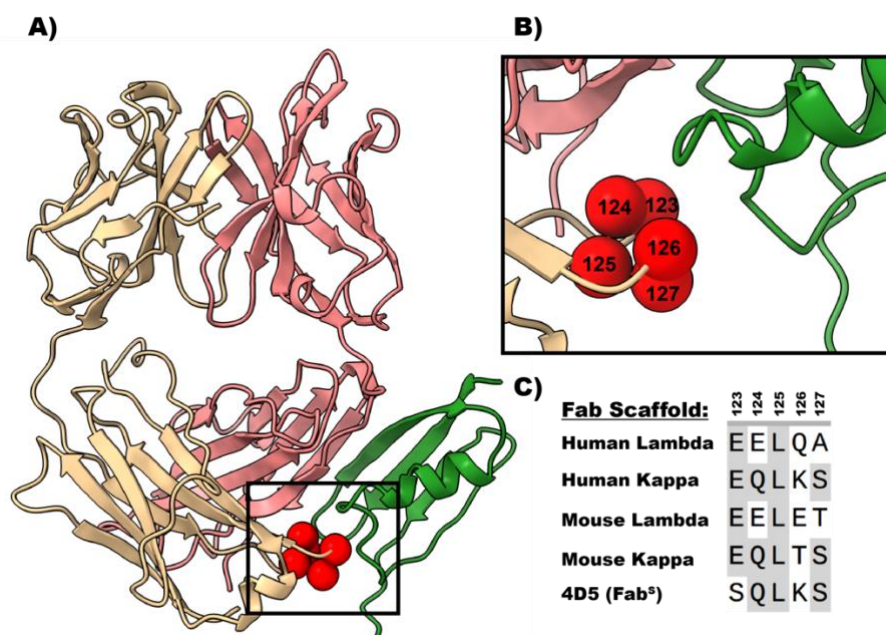 A)
B)
124 123
126
125
127
C)
Fab Scaffold: 123 124 125 126 127
Human Lambda E E L Q A
Human Kappa E Q L K S
Mouse Lambda E E L E T
Mouse Kappa E Q L T S
4D5 (Fabˢ) S Q L K S